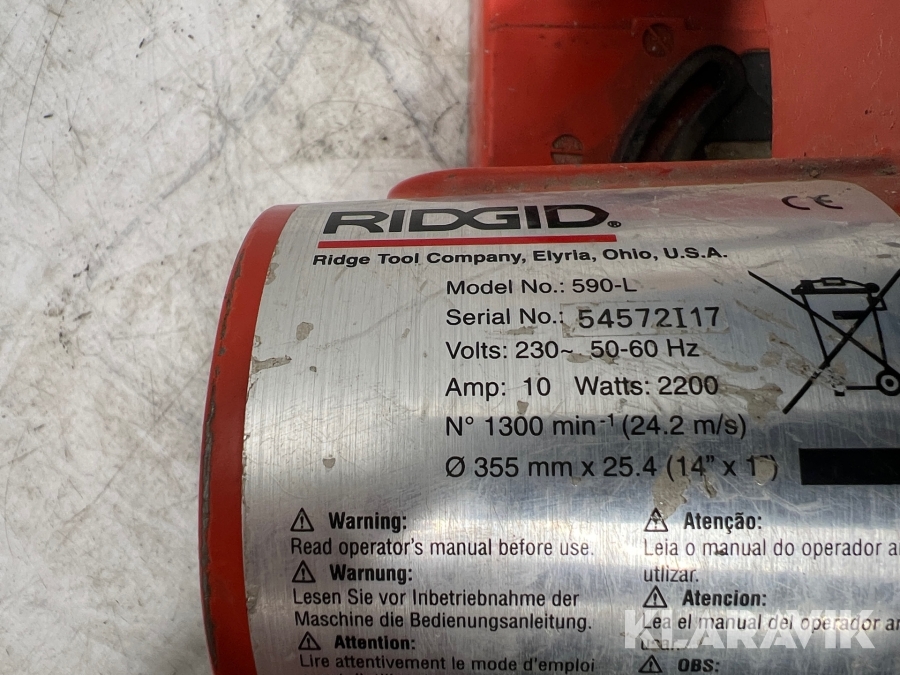 RIDGID®
CE
Ridge Tool Company, Elyria, Ohio, U.S.A.
Model No.: 590-L
Serial No.: 54572I17
Volts: 230~ 50-60 Hz
Amp: 10 Watts: 2200
N° 1300 min⁻¹ (24.2 m/s)
Ø 355 mm x 25.4 (14” x 1”)
Warning:
Read operator's manual before use.
Warnung:
Lesen Sie vor Inbetriebnahme der
Maschine die Bedienungsanleitung.
Attention:
Lire attentivement le mode d'emploi
Atenção:
Leia o manual do operador
utlizar.
Atencion:
Lea el manual del operador
usar.
OBS:
KLARAVIK